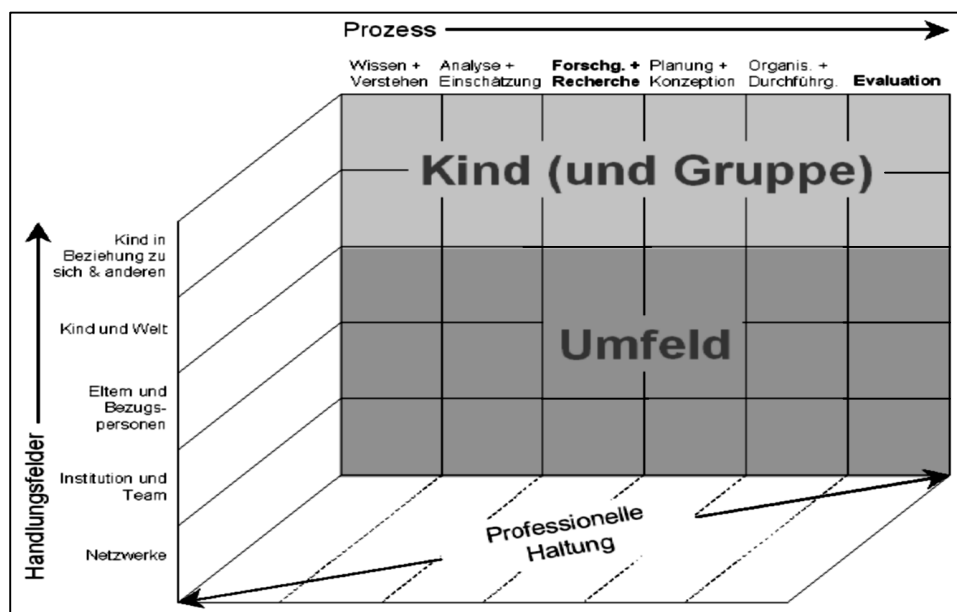 Prozess
Wissen +
Verstehen
Analyse +
Einschätzung
Forschg. +
Recherche
Planung +
Konzeption
Organis. +
Durchführg.
Evaluation
Kind (und Gruppe)
Umfeld
Handlungsfelder
Kind in
Beziehung zu
sich & anderen
Kind und Welt
Eltern und
Bezugs-
personen
Institution und
Team
Netzwerke
Professionelle
Haltung